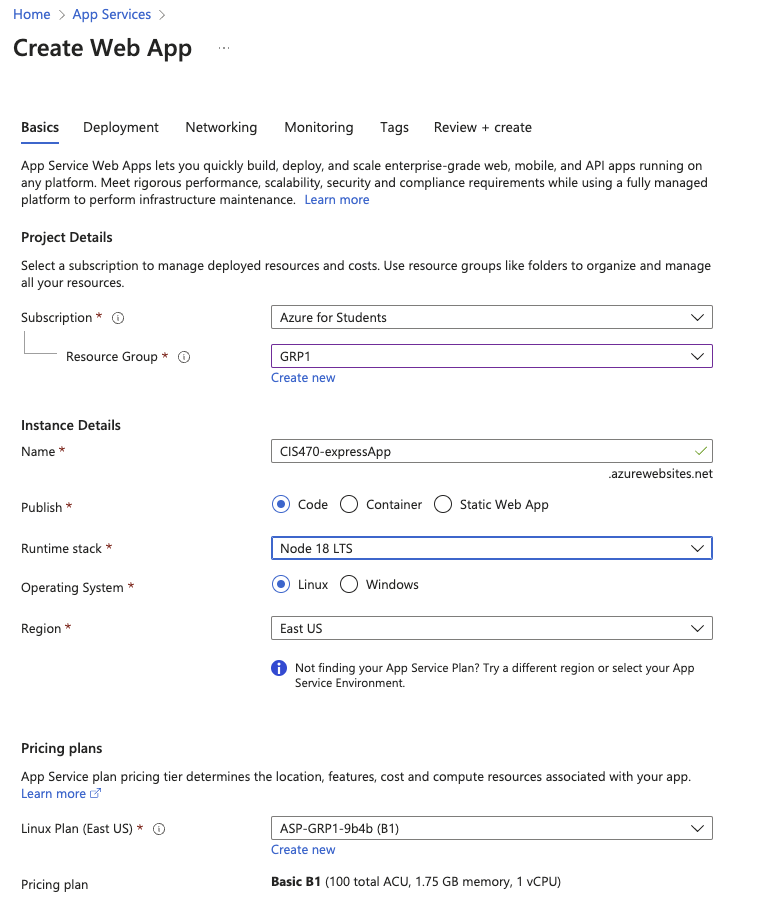 Home > App Services >
Create Web App ...
Basics Deployment Networking Monitoring Tags Review + create
App Service Web Apps lets you quickly build, deploy, and scale enterprise-grade web, mobile, and API apps running on
any platform. Meet rigorous performance, scalability, security and compliance requirements while using a fully managed
platform to perform infrastructure maintenance. Learn more
Project Details
Select a subscription to manage deployed resources and costs. Use resource groups like folders to organize and manage
all your resources.
Subscription * Azure for Students
Resource Group * GRP1
Create new
Instance Details
Name * CIS470-expressApp
.azurewebsites.net
Publish * Code Container Static Web App
Runtime stack * Node 18 LTS
Operating System * Linux Windows
Region * East US
Not finding your App Service Plan? Try a different region or select your App
Service Environment.
Pricing plans
App Service plan pricing tier determines the location, features, cost and compute resources associated with your app.
Learn more
Linux Plan (East US) * ASP-GRP1-9b4b (B1)
Create new
Pricing plan Basic B1 (100 total ACU, 1.75 GB memory, 1 vCPU)